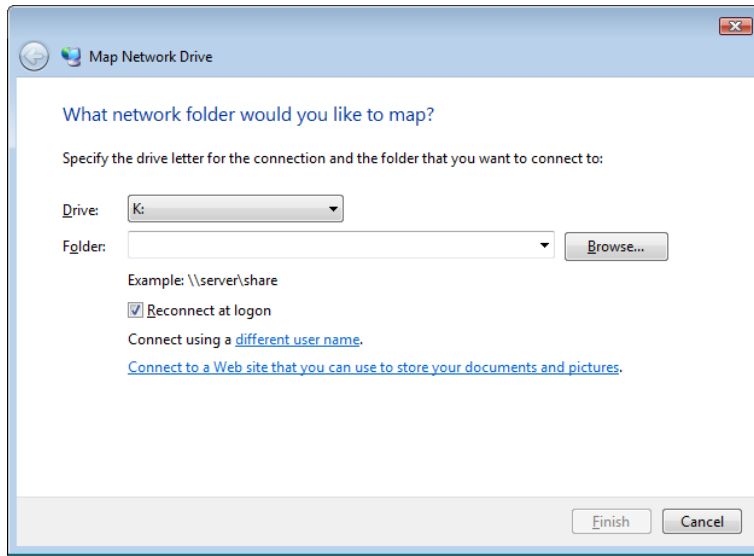 Map Network Drive
What network folder would you like to map?
Specify the drive letter for the connection and the folder that you want to connect to:
Drive: K:
Folder: Browse...
Example: \\server\share
Reconnect at logon
Connect using a different user name.
Connect to a Web site that you can use to store your documents and pictures.
Finish Cancel